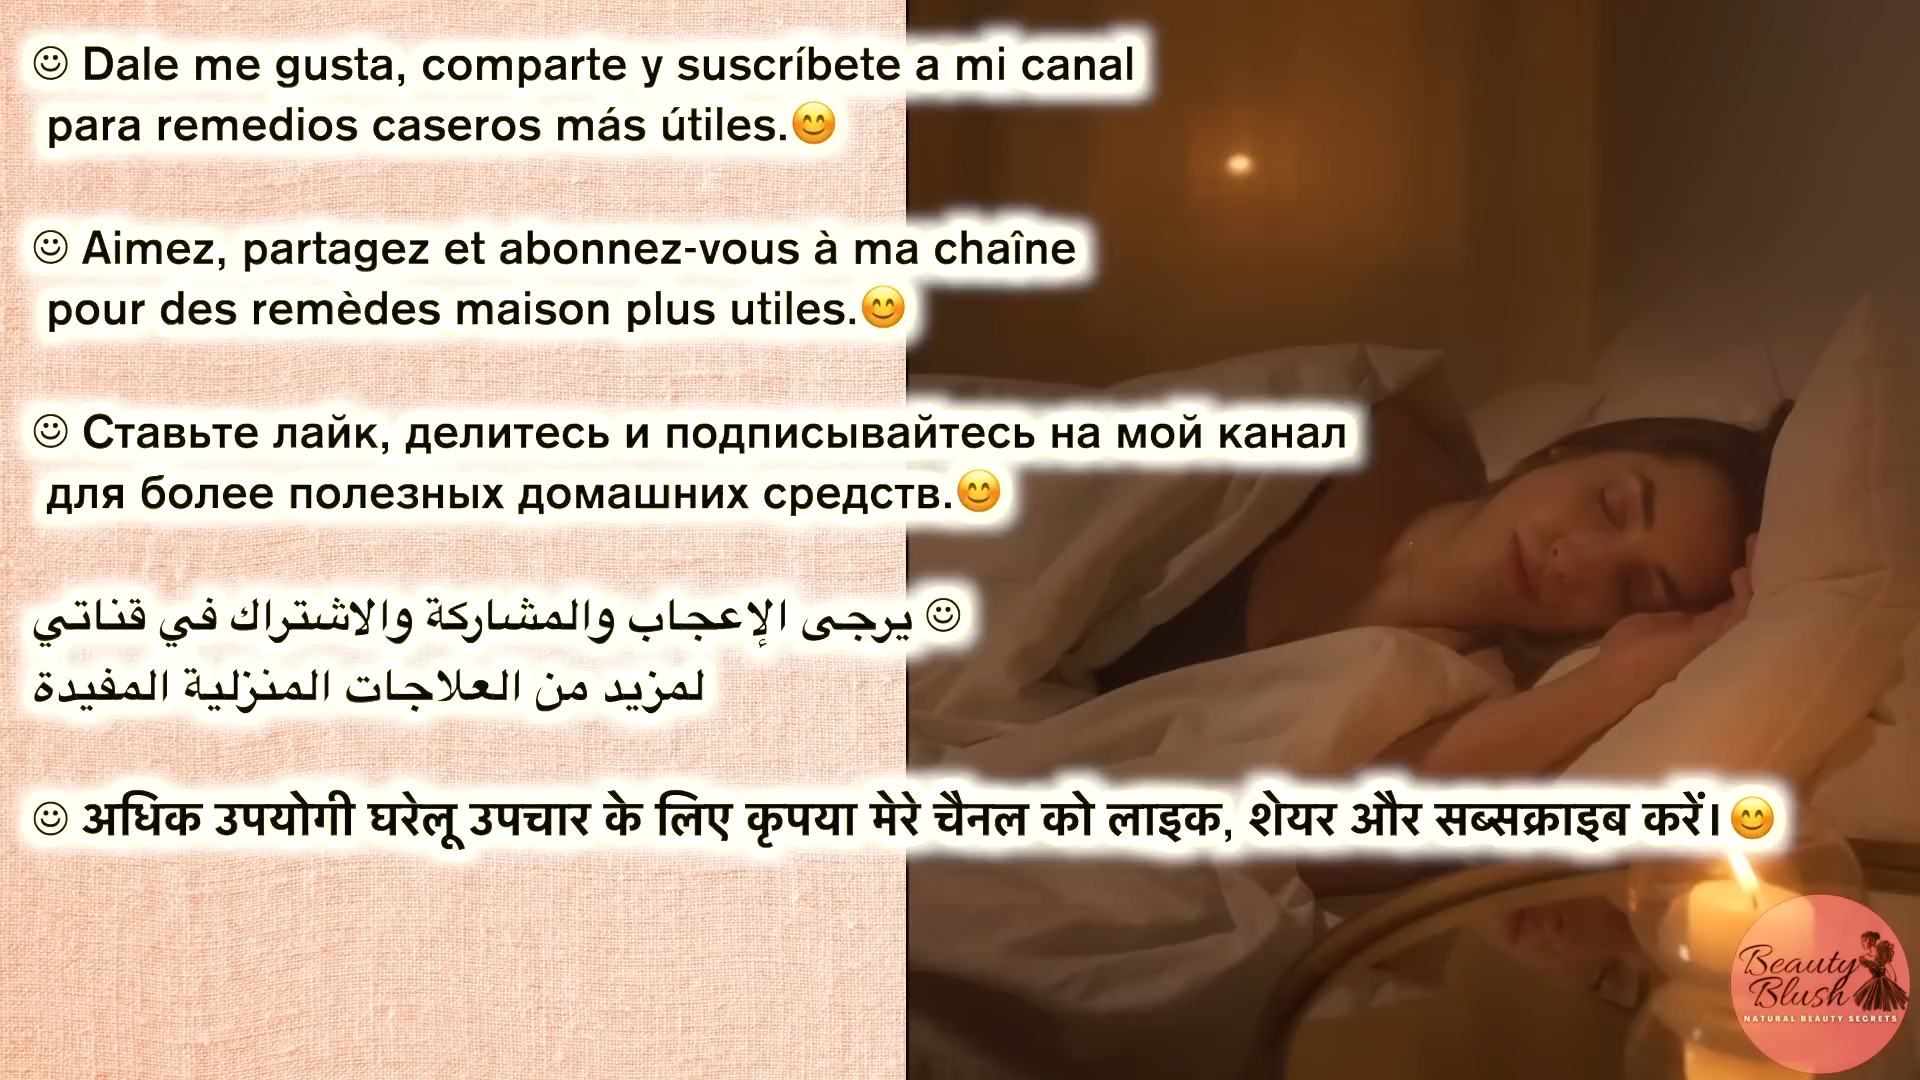 ☺ Dale me gusta, comparte y suscríbete a mi canal
para remedios caseros más útiles.😊
☺ Aimez, partagez et abonnez-vous à ma chaîne
pour des remèdes maison plus utiles.😊
☺ Ставьте лайк, делитесь и подписывайтесь на мой канал
для более полезных домашних средств.😊
☺ يرجى الإعجاب والمشاركة والاشتراك في قناتي
لمزيد من العلاجات المنزلية المفيدة
☺ अधिक उपयोगी घरेलू उपचार के लिए कृपया मेरे चैनल को लाइक, शेयर और सब्सक्राइब करें।😊
Beauty
Blush
NATURAL BEAUTY SECRETS